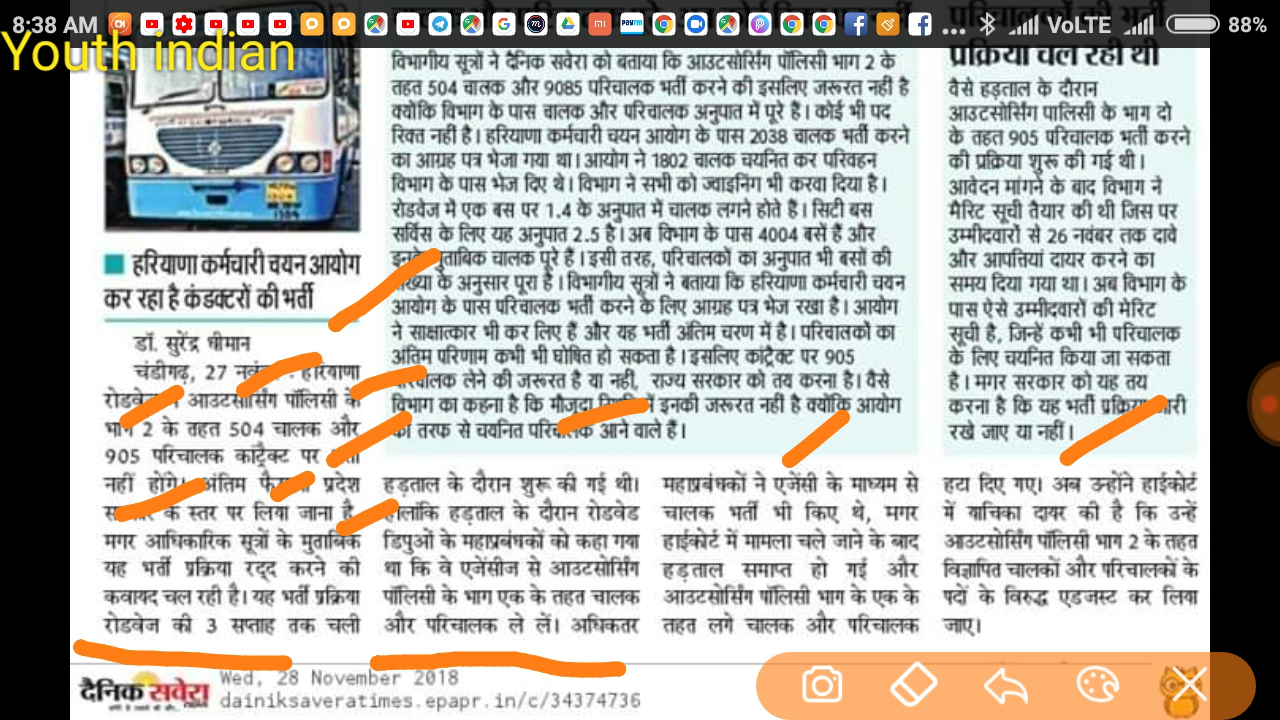 8:38 AM
... VoLTE 88%
Youth indian
हरियाणा कर्मचारी चयन आयोग
कर रहा है कंडक्टरों की भर्ती
डॉ. सुरेंद्र धीमान
चंडीगढ़, 27 हरियाणा
आउटसोर्सिंग पॉलिसी के
भाग 2 के तहत 504 चालक और
905 परिचालक कांट्रैक्ट पर
नहीं होंगे। अंतिम प्रदेश
के स्तर पर लिया जाना है
मगर आधिकारिक सूत्रों के मुताबिक
यह भर्ती प्रक्रिया रद्द करने की
कवायद चल रही है। यह भर्ती प्रक्रिया
रोडवेज की 3 सप्ताह तक चली
विभागीय सूत्रों ने दैनिक सवेरा को बताया कि आउटसोर्सिंग पॉलिसी भाग 2 के
तहत 504 चालक और 9085 परिचालक भर्ती करने की इसलिए जरूरत नहीं है
क्योंकि विभाग के पास चालक और परिचालक अनुपात में पूरे हैं। कोई भी पद
रिक्त नहीं है। हरियाणा कर्मचारी चयन आयोग के पास 2038 चालक भर्ती करने
का आग्रह पत्र भेजा गया था। आयोग ने 1802 चालक चयनित कर परिवहन
विभाग के पास भेज दिए थे। विभाग ने सभी को ज्वाइनिंग भी करवा दिया है।
रोडवेज में एक बस पर 1.4 के अनुपात में चालक लगने होते हैं। सिटी बस
सर्विस के लिए यह अनुपात 2.5 है। अब विभाग के पास 4004 बसें हैं और
इनके मुताबिक चालक पूरे हैं। इसी तरह, परिचालकों का अनुपात भी बसों की
संख्या के अनुसार पूरा है। विभागीय सूत्रों ने बताया कि हरियाणा कर्मचारी चयन
आयोग के पास परिचालक भर्ती करने के लिए आग्रह पत्र भेज रखा है। आयोग
ने साक्षात्कार भी कर लिए हैं और यह भर्ती अंतिम चरण में है। परिचालकों का
अंतिम परिणाम कभी भी घोषित हो सकता है। इसलिए कांट्रैक्ट पर 905
परिचालक लेने की जरूरत है या नहीं, राज्य सरकार को तय करना है। वैसे
विभाग का कहना है कि मौजूदा में इनकी जरूरत नहीं है क्योंकि आयोग
की तरफ से चयनित परिचालक आने वाले हैं।
प्रक्रिया चल रही थी
वैसे हड़ताल के दौरान
आउटसोर्सिंग पालिसी के भाग दो
के तहत 905 परिचालक भर्ती करने
की प्रक्रिया शुरू की गई थी।
आवेदन मांगने के बाद विभाग ने
मैरिट सूची तैयार की थी जिस पर
उम्मीदवारों से 26 नवंबर तक दावे
और आपत्तियां दायर करने का
समय दिया गया था। अब विभाग के
पास ऐसे उम्मीदवारों की मेरिट
सूची है, जिन्हें कभी भी परिचालक
के लिए चयनित किया जा सकता
है। मगर सरकार को यह तय
करना है कि यह भर्ती प्रक्रिया जारी
रखे जाए या नहीं।
हड़ताल के दौरान शुरू की गई थी।
हालांकि हड़ताल के दौरान रोडवेड
डिपुओं के महाप्रबंधकों को कहा गया
था कि वे एजेंसीज से आउटसोर्सिंग
पॉलिसी के भाग एक के तहत चालक
और परिचालक ले लें। अधिकतर
महाप्रबंधकों ने एजेंसी के माध्यम से
चालक भर्ती भी किए थे, मगर
हाईकोर्ट में मामला चले जाने के बाद
हड़ताल समाप्त हो गई और
आउटसोर्सिंग पॉलिसी भाग के एक के
तहत लगे चालक और परिचालक
हटा दिए गए। अब उन्होंने हाईकोर्ट
में याचिका दायर की है कि उन्हें
आउटसोर्सिंग पॉलिसी भाग 2 के तहत
विज्ञापित चालकों और परिचालकों के
पदों के विरुद्ध एडजस्ट कर लिया
जाए।
दैनिक सवेरा
Wed, 28 November 2018
dainiksaveratimes.epapr.in/c/34374736